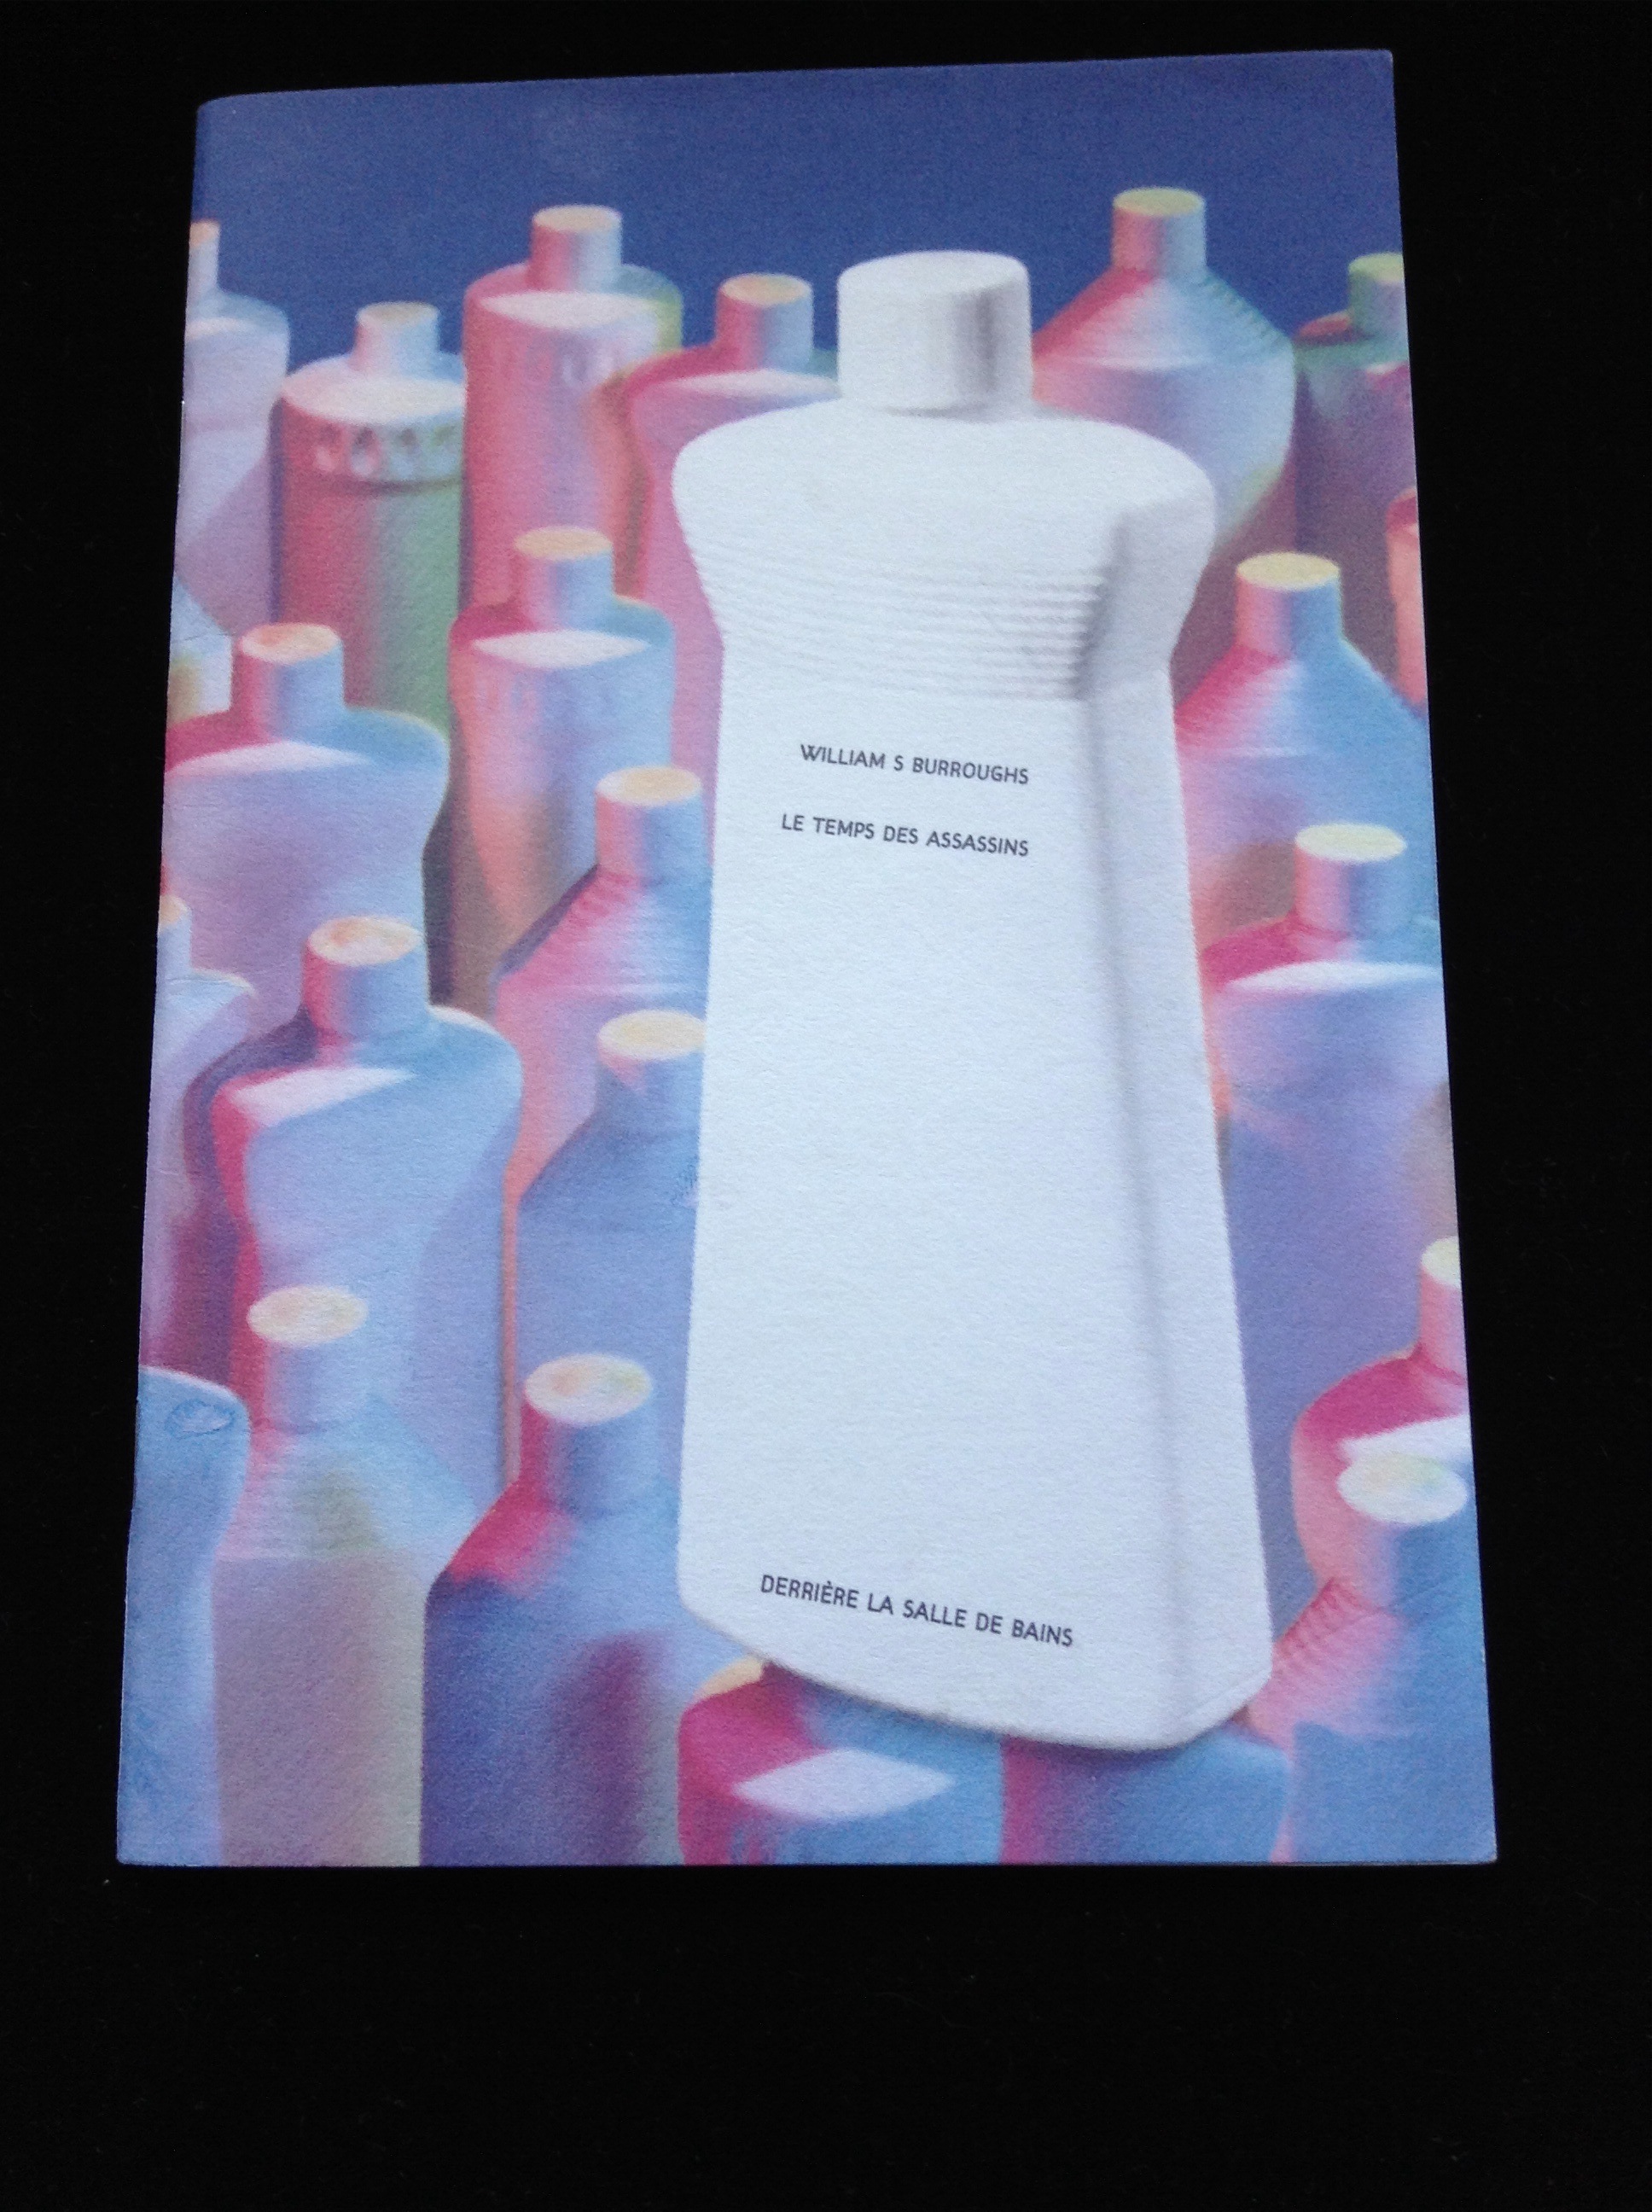 WILLIAM S BURROUGHS
LE TEMPS DES ASSASSINS
DERRIÈRE LA SALLE DE BAINS